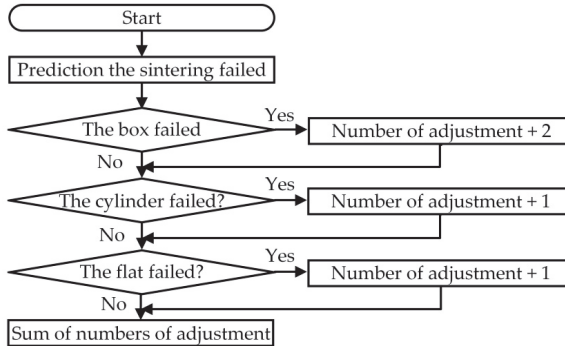 Start
Prediction the sintering failed
The box failed
Yes
Number of adjustment + 2
No
The cylinder failed?
Yes
Number of adjustment + 1
No
The flat failed?
Yes
Number of adjustment + 1
No
Sum of numbers of adjustment